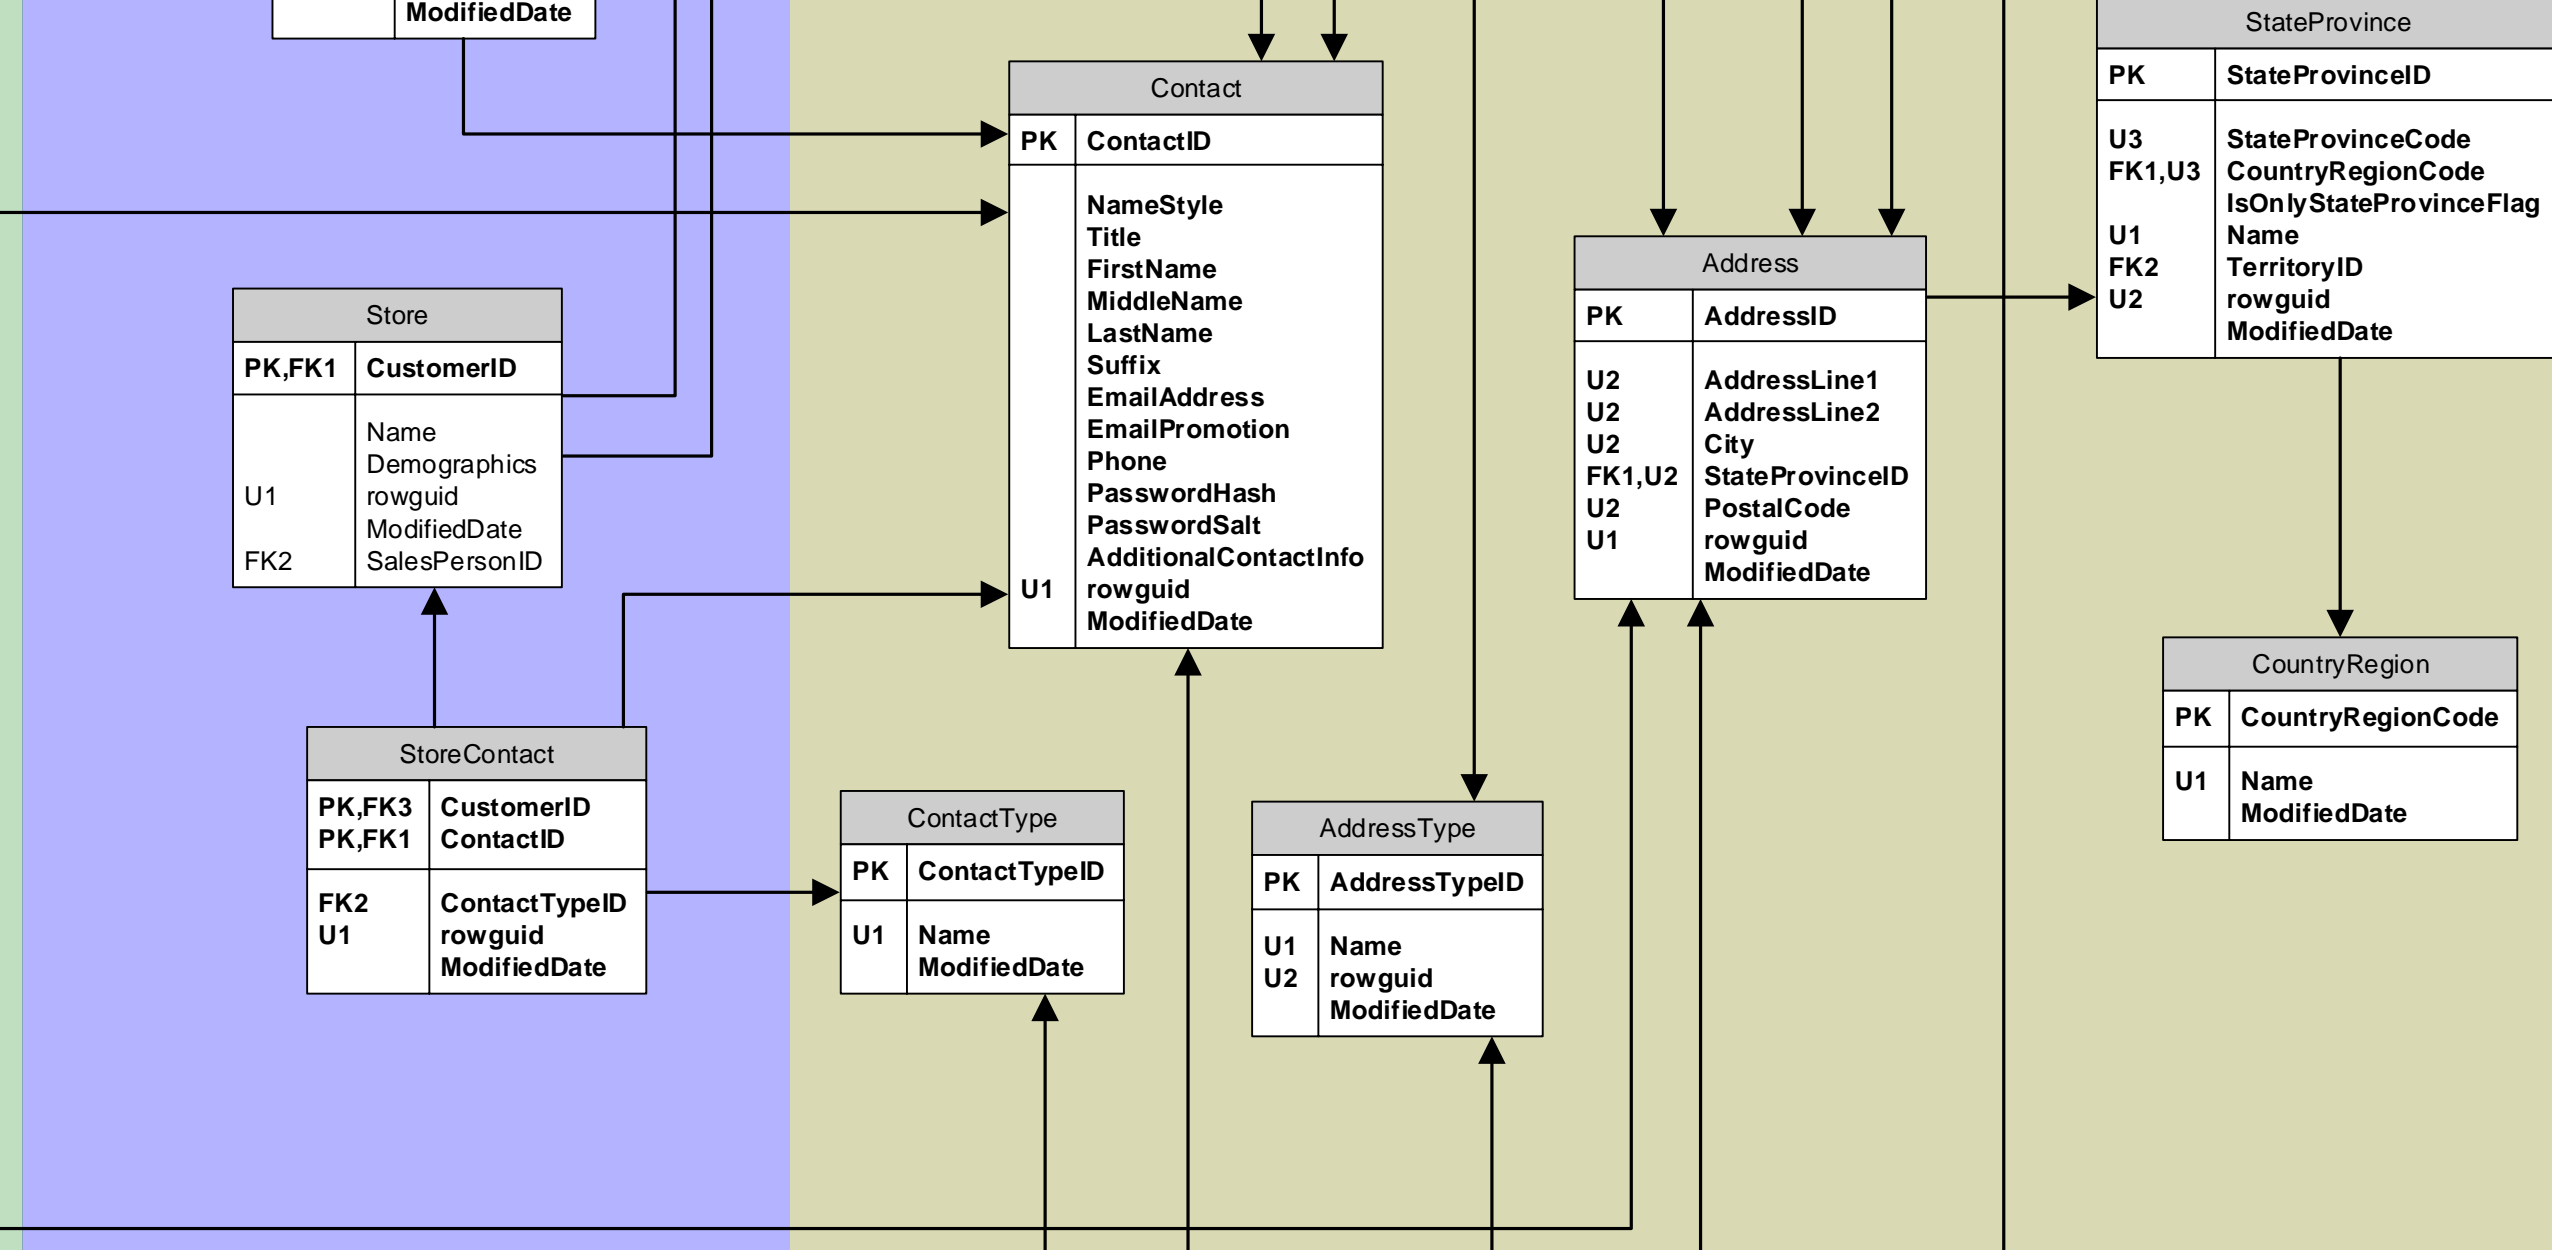 ModifiedDate
StateProvince
PK StateProvinceID
U3 StateProvinceCode
FK1,U3 CountryRegionCode
IsOnlyStateProvinceFlag
U1 Name
FK2 TerritoryID
U2 rowguid
ModifiedDate
Contact
PK ContactID
NameStyle
Title
FirstName
MiddleName
LastName
Suffix
EmailAddress
EmailPromotion
Phone
PasswordHash
PasswordSalt
AdditionalContactInfo
U1 rowguid
ModifiedDate
Address
PK AddressID
U2 AddressLine1
U2 AddressLine2
U2 City
FK1,U2 StateProvinceID
U2 PostalCode
U1 rowguid
ModifiedDate
Store
PK,FK1 CustomerID
Name
Demographics
U1 rowguid
ModifiedDate
FK2 SalesPersonID
CountryRegion
PK CountryRegionCode
U1 Name
ModifiedDate
StoreContact
PK,FK3 CustomerID
PK,FK1 ContactID
FK2 ContactTypeID
U1 rowguid
ModifiedDate
ContactType
PK ContactTypeID
U1 Name
ModifiedDate
AddressType
PK AddressTypeID
U1 Name
U2 rowguid
ModifiedDate